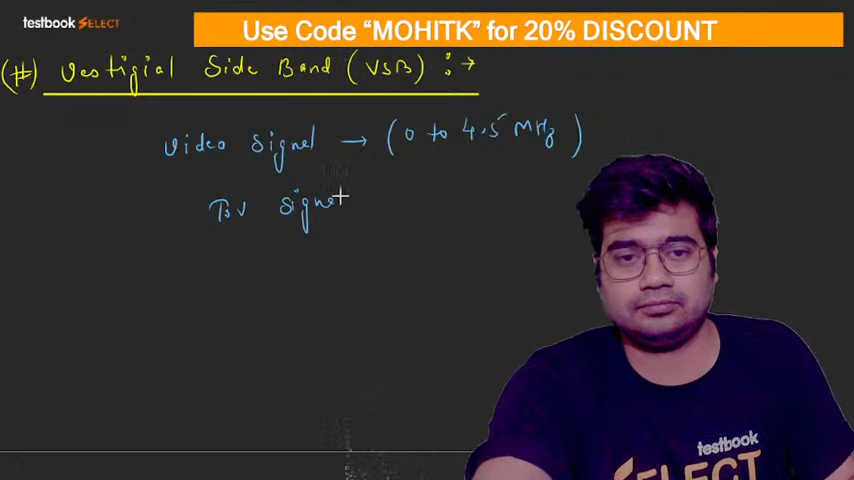 testbook SELECT
Use Code “MOHITK” for 20% DISCOUNT
(#) Vestigial Side Band (VSB) :→
Video Signal → (0 to 4.5 MHz)
T.V Signal
testbook
SELECT